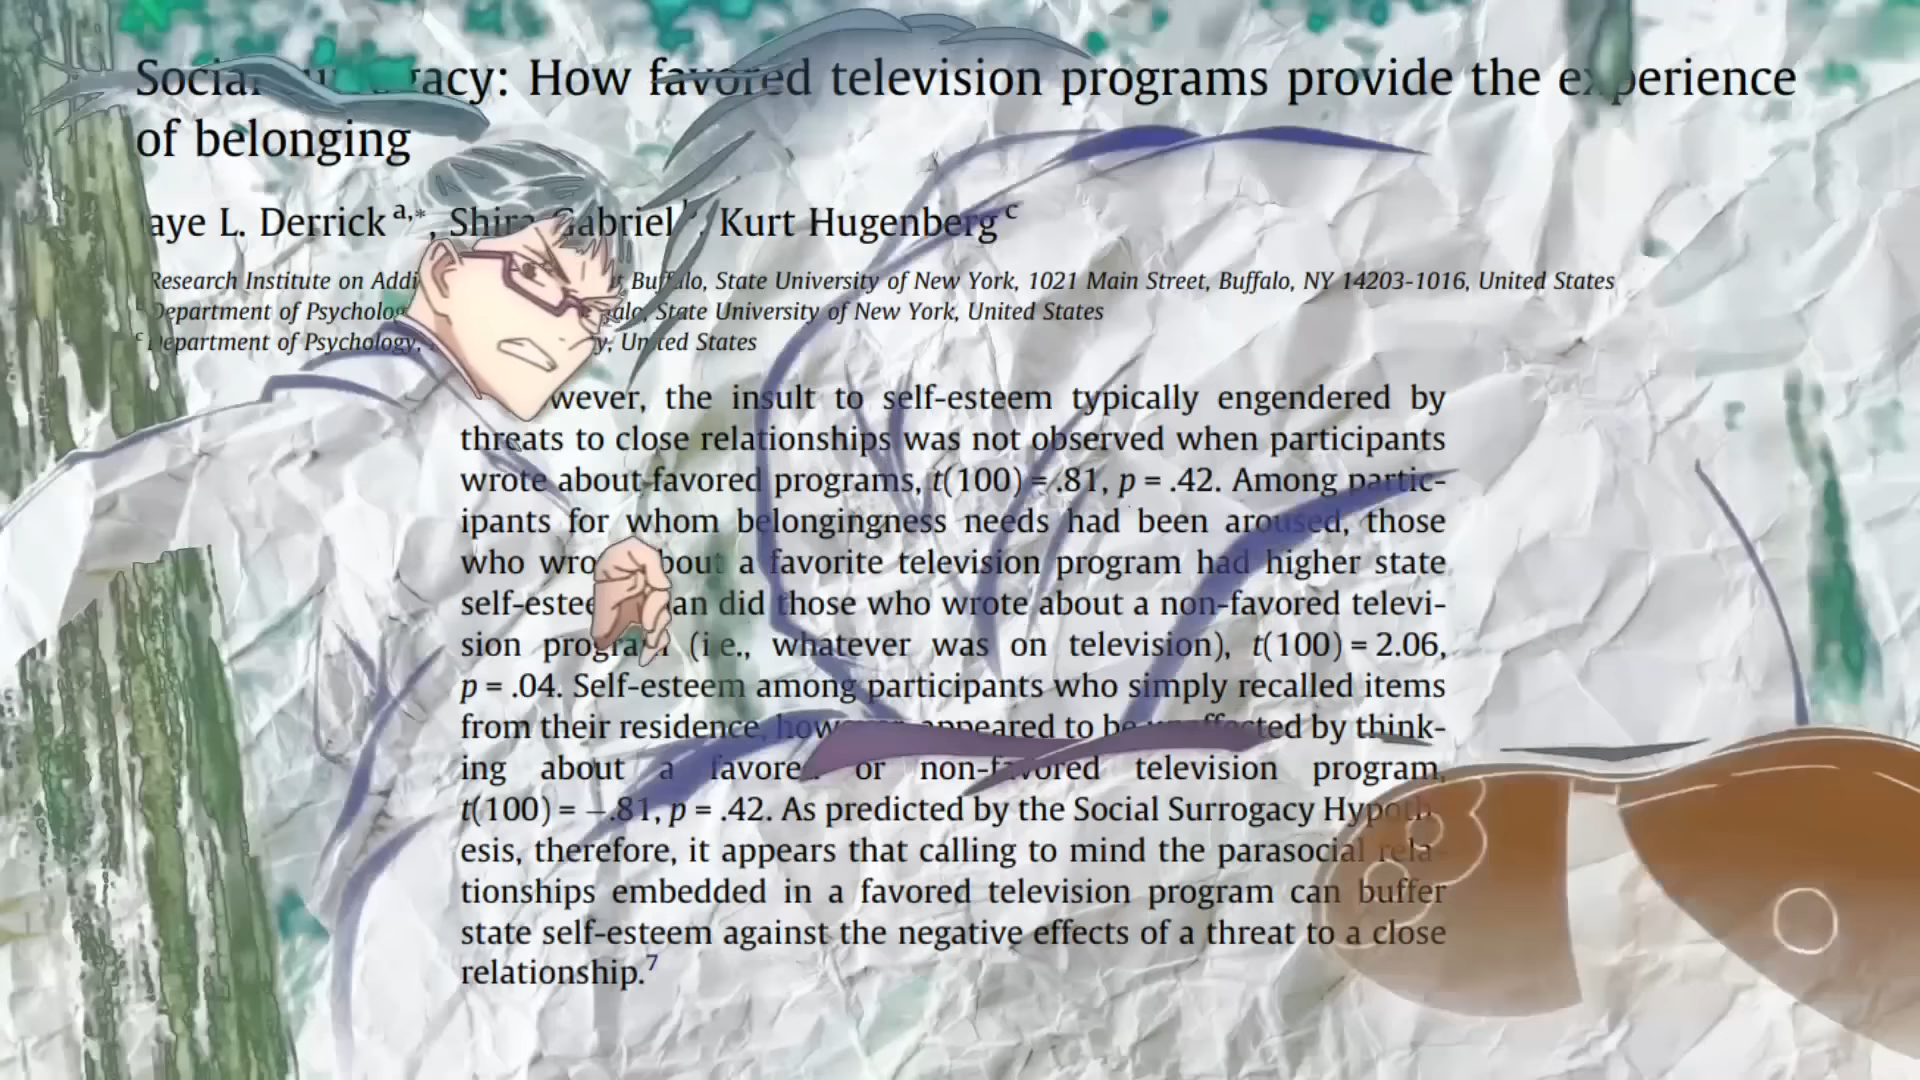 acy: How favored television programs provide the experience
of belonging
aye L. Derrick a,*, Shira Gabriel b, Kurt Hugenberg c
Research Institute on Addi Buffalo, State University of New York, 1021 Main Street, Buffalo, NY 14203-1016, United States
Department of Psycholog alo, State University of New York, United States
c Department of Psychology, y, United States
wever, the insult to self-esteem typically engendered by
threats to close relationships was not observed when participants
wrote about favored programs, t(100) = .81, p = .42. Among partic-
ipants for whom belongingness needs had been aroused, those
who wro bout a favorite television program had higher state
self-estee an did those who wrote about a non-favored televi-
sion program (i.e., whatever was on television), t(100) = 2.06,
p = .04. Self-esteem among participants who simply recalled items
from their residence, however appeared to be unaffected by think-
ing about a favored or non-favored television program,
t(100) = −.81, p = .42. As predicted by the Social Surrogacy Hypoth-
esis, therefore, it appears that calling to mind the parasocial rela-
tionships embedded in a favored television program can buffer
state self-esteem against the negative effects of a threat to a close
relationship.7